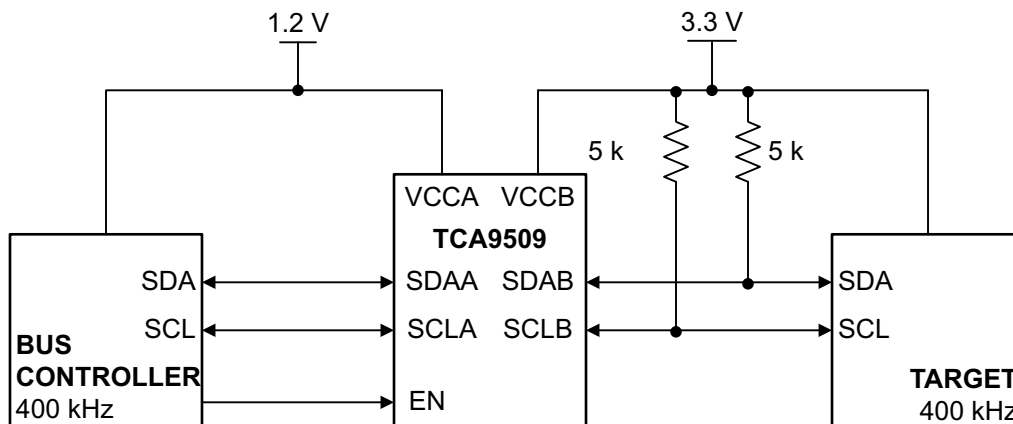 1.2 V
3.3 V
5 k
5 k
VCCA VCCB
TCA9509
SDA
SDAA SDAB
SDA
SCL
SCLA SCLB
SCL
BUS
CONTROLLER
400 kHz
EN
TARGET
400 kHz